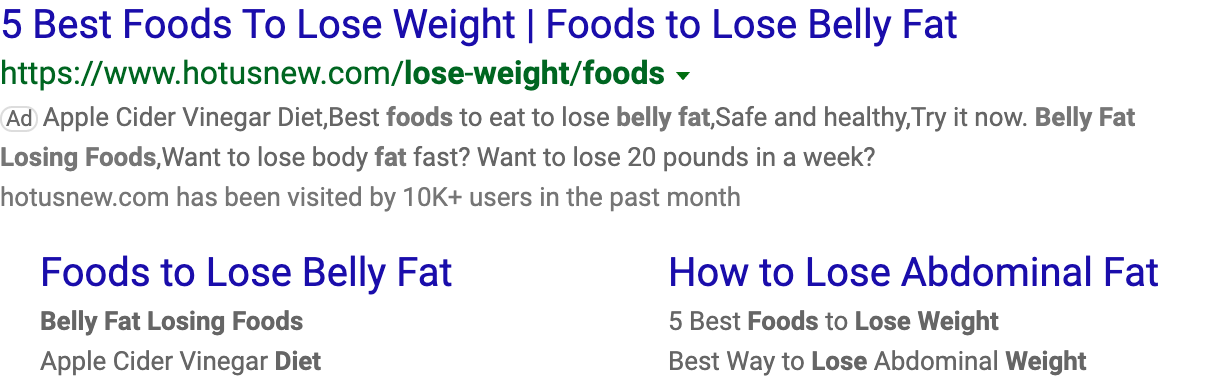 5 Best Foods To Lose Weight | Foods to Lose Belly Fat
https://www.hotusnew.com/lose-weight/foods
Ad Apple Cider Vinegar Diet,Best foods to eat to lose belly fat,Safe and healthy,Try it now. Belly Fat
Losing Foods,Want to lose body fat fast? Want to lose 20 pounds in a week?
hotusnew.com has been visited by 10K+ users in the past month
Foods to Lose Belly Fat
Belly Fat Losing Foods
Apple Cider Vinegar Diet
How to Lose Abdominal Fat
5 Best Foods to Lose Weight
Best Way to Lose Abdominal Weight